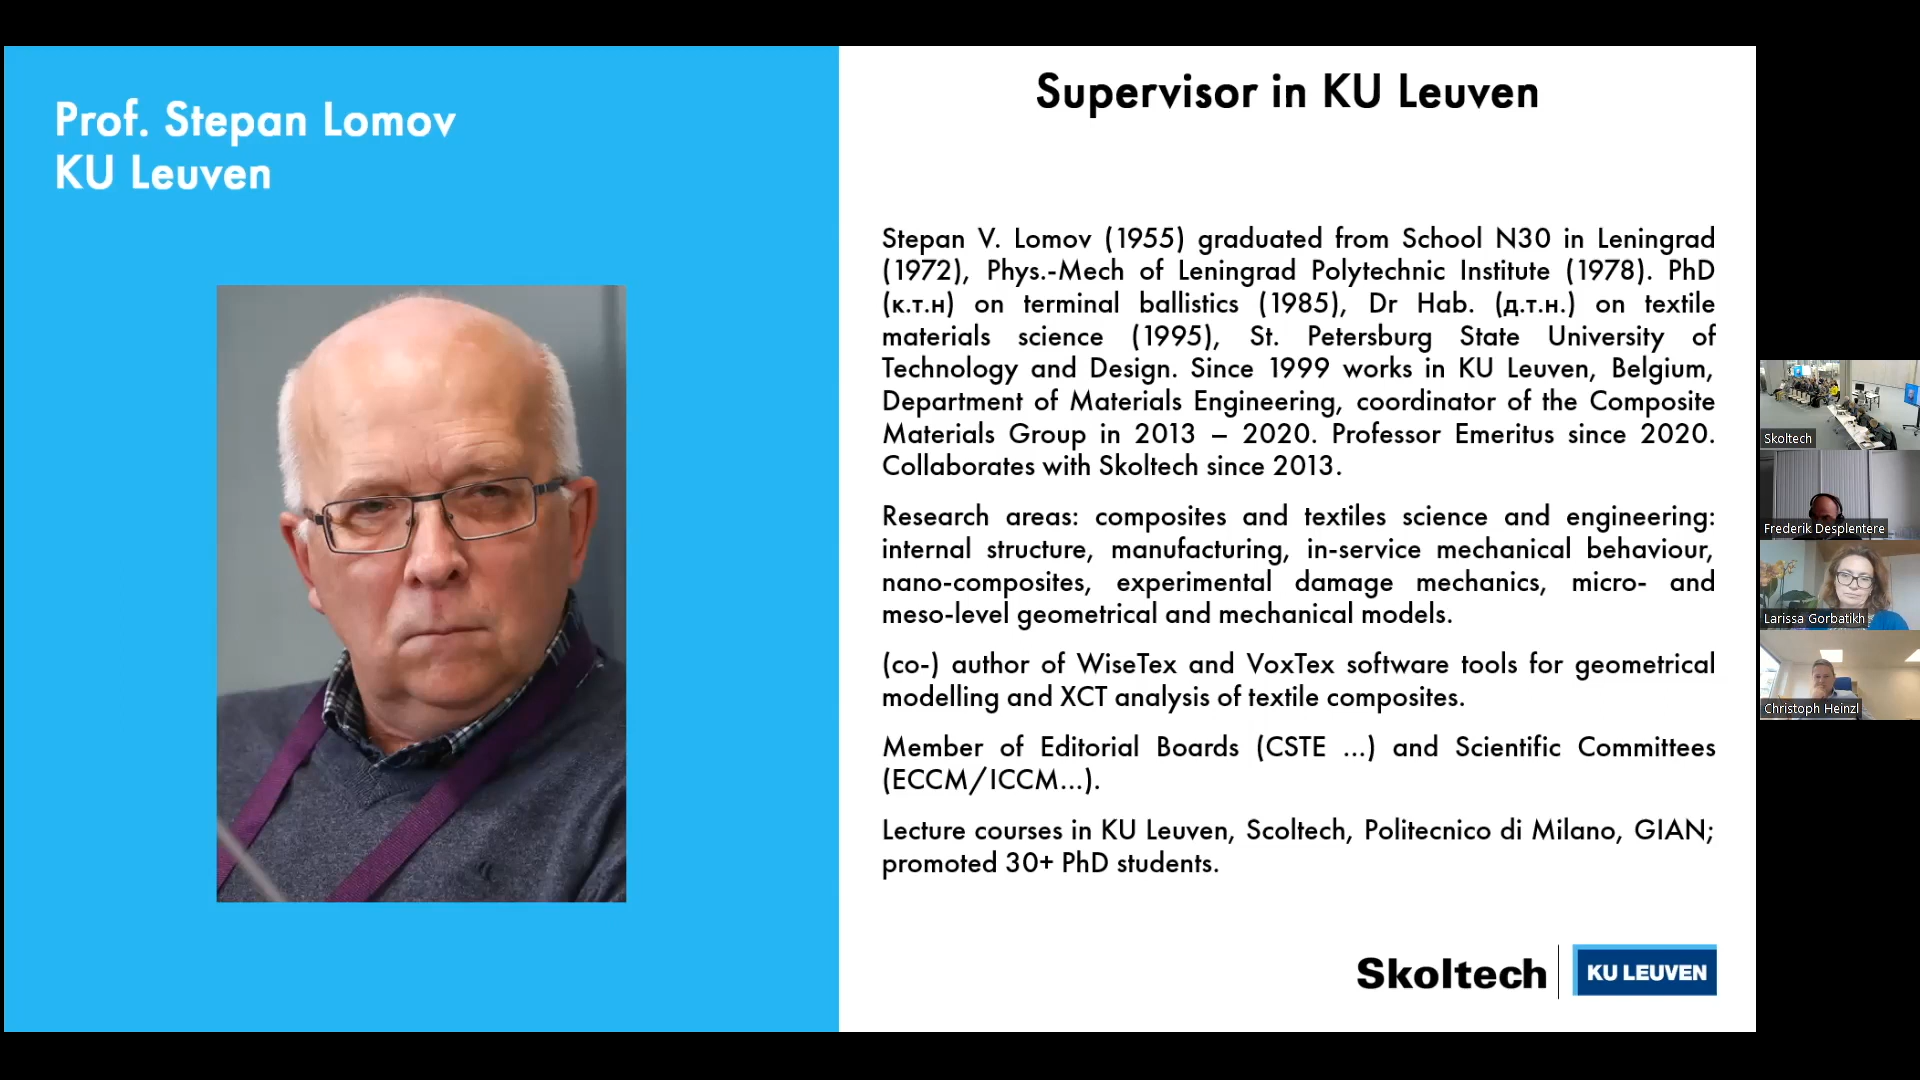 Prof. Stepan Lomov
KU Leuven
Supervisor in KU Leuven
Stepan V. Lomov (1955) graduated from School N30 in Leningrad
(1972), Phys.-Mech of Leningrad Polytechnic Institute (1978). PhD
(к.т.н) on terminal ballistics (1985), Dr Hab. (д.т.н.) on textile
materials science (1995), St. Petersburg State University of
Technology and Design. Since 1999 works in KU Leuven, Belgium,
Department of Materials Engineering, coordinator of the Composite
Materials Group in 2013 – 2020. Professor Emeritus since 2020.
Collaborates with Skoltech since 2013.
Research areas: composites and textiles science and engineering:
internal structure, manufacturing, in-service mechanical behaviour,
nano-composites, experimental damage mechanics, micro- and
meso-level geometrical and mechanical models.
(co-) author of WiseTex and VoxTex software tools for geometrical
modelling and XCT analysis of textile composites.
Member of Editorial Boards (CSTE ...) and Scientific Committees
(ECCM/ICCM...).
Lecture courses in KU Leuven, Scoltech, Politecnico di Milano, GIAN;
promoted 30+ PhD students.
Skoltech
KU LEUVEN
Skoltech
Frederik Desplentere
Larissa Gorbatikh
Christoph Heinzl